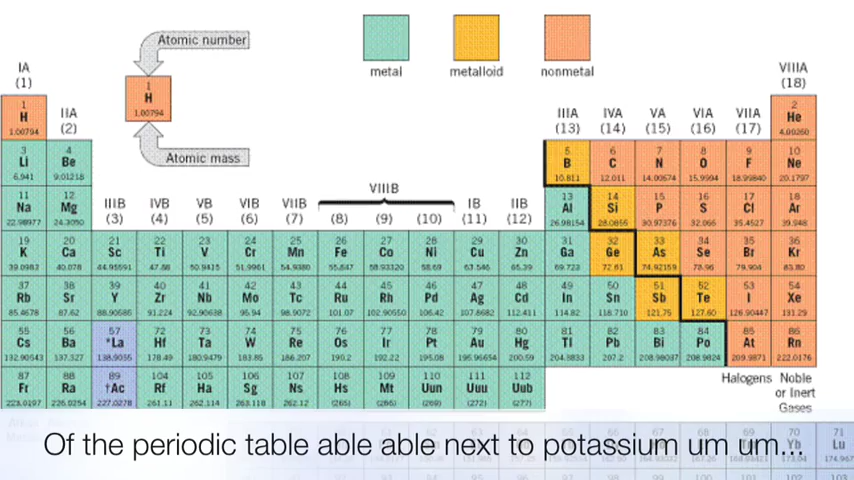 Atomic number
1
H
1.00794
Atomic mass
metal metalloid nonmetal
IA (1) IIA (2) IIIB (3) IVB (4) VB (5) VIB (6) VIIB (7) VIIIB (8) (9) (10) IB (11) IIB (12) IIIA (13) IVA (14) VA (15) VIA (16) VIIA (17) VIIIA (18)
1 H 1.00794 2 He 4.00260
3 Li 6.941 4 Be 9.01218 5 B 10.811 6 C 12.011 7 N 14.00674 8 O 15.9994 9 F 18.99840 10 Ne 20.1797
11 Na 22.98977 12 Mg 24.3050 13 Al 26.98154 14 Si 28.0855 15 P 30.97376 16 S 32.066 17 Cl 35.4527 18 Ar 39.948
19 K 39.0983 20 Ca 40.078 21 Sc 44.95591 22 Ti 47.88 23 V 50.9415 24 Cr 51.9961 25 Mn 54.9380 26 Fe 55.847 27 Co 58.93320 28 Ni 58.69 29 Cu 63.546 30 Zn 65.39 31 Ga 69.723 32 Ge 72.61 33 As 74.92159 34 Se 78.96 35 Br 79.904 36 Kr 83.80
37 Rb 85.4678 38 Sr 87.62 39 Y 88.90585 40 Zr 91.224 41 Nb 92.90638 42 Mo 95.94 43 Tc 98.9072 44 Ru 101.07 45 Rh 102.90550 46 Pd 106.42 47 Ag 107.8682 48 Cd 112.411 49 In 114.82 50 Sn 118.710 51 Sb 121.75 52 Te 127.60 53 I 126.90447 54 Xe 131.29
55 Cs 132.90543 56 Ba 137.327 57 *La 138.9055 72 Hf 178.49 73 Ta 180.9479 74 W 183.85 75 Re 186.207 76 Os 190.2 77 Ir 192.22 78 Pt 195.08 79 Au 196.96654 80 Hg 200.59 81 Tl 204.3833 82 Pb 207.2 83 Bi 208.98037 84 Po 208.9824 85 At 209.9871 86 Rn 222.0176
87 Fr 223.0197 88 Ra 226.0254 89 †Ac 227.0278 104 Rf 261.11 105 Ha 262.114 106 Sg 263.118 107 Ns 262.12 108 Hs (265) 109 Mt (266) 110 Uun (269) 111 Uuu (272) 112 Uub (277)
Halogens Noble or Inert Gases
70 Yb 173.04 71 Lu 174.967
Of the periodic table able able next to potassium um um...